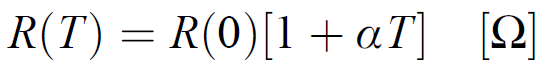 R(T) = R(0)[1 + αT] [Ω]